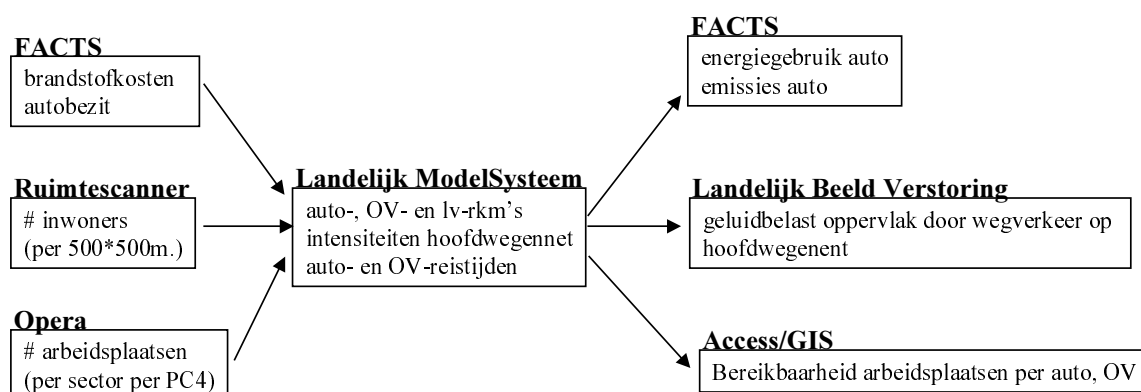 FACTS
brandstofkosten
autobezit
Ruimtescanner
# inwoners
(per 500*500m.)
Opera
# arbeidsplaatsen
(per sector per PC4)
Landelijk ModelSysteem
auto-, OV- en lv-rkm's
intensiteiten hoofdwegennet
auto- en OV-reistijden
FACTS
energiegebruik auto
emissies auto
Landelijk Beeld Verstoring
geluidbelast oppervlak door wegverkeer op
hoofdwegenent
Access/GIS
Bereikbaarheid arbeidsplaatsen per auto, OV